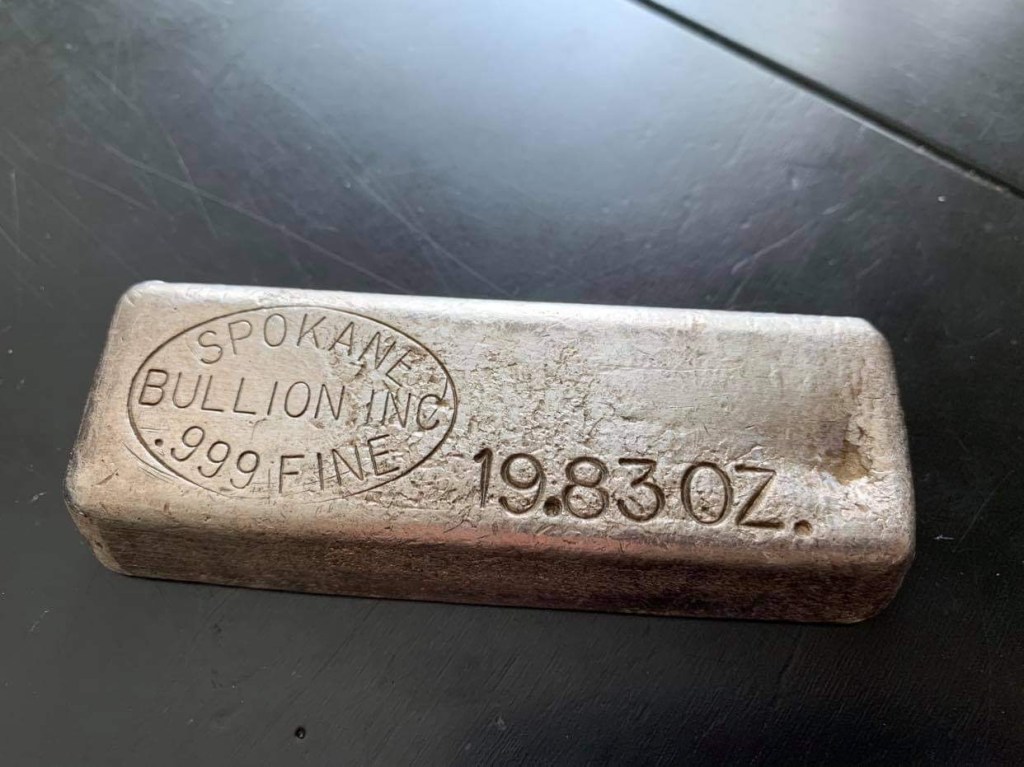 SPOKANE
BULLION INC
.999 FINE
19.83 OZ.